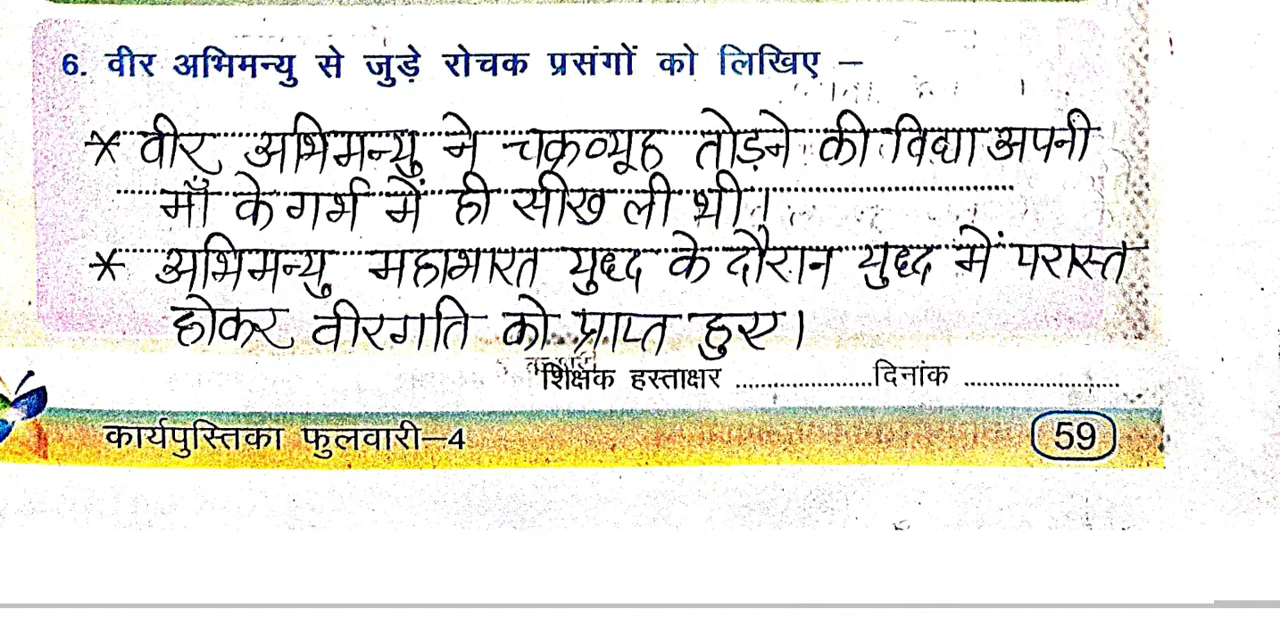 6. वीर अभिमन्यु से जुड़े रोचक प्रसंगों को लिखिए –
* वीर अभिमन्यु ने चक्रव्यूह तोड़ने की विद्या अपनी
माँ के गर्भ में ही सीख ली थी।
* अभिमन्यु महाभारत युध्द के दौरान युध्द में परास्त
होकर वीरगति को प्राप्त हुए।
शिक्षक हस्ताक्षर ......................दिनांक .........................
कार्यपुस्तिका फुलवारी–4
59